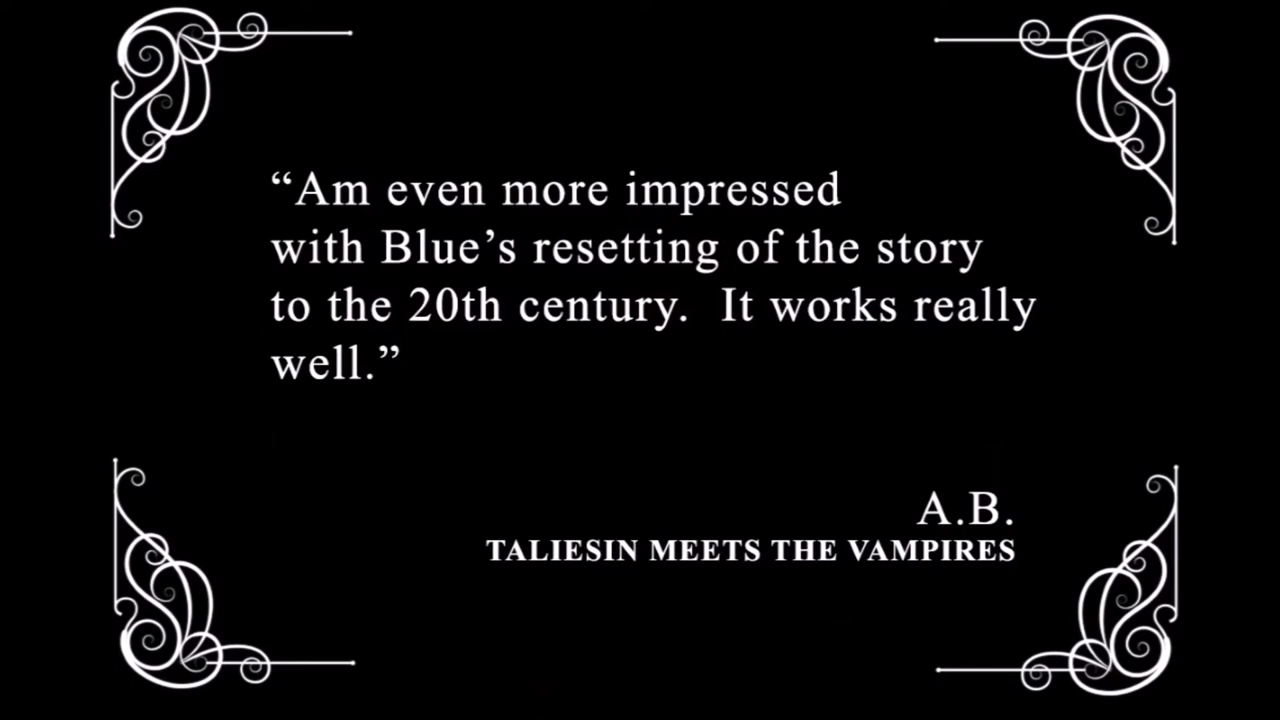 “Am even more impressed
with Blue’s resetting of the story
to the 20th century.  It works really
well.”
A.B.
TALIESIN MEETS THE VAMPIRES